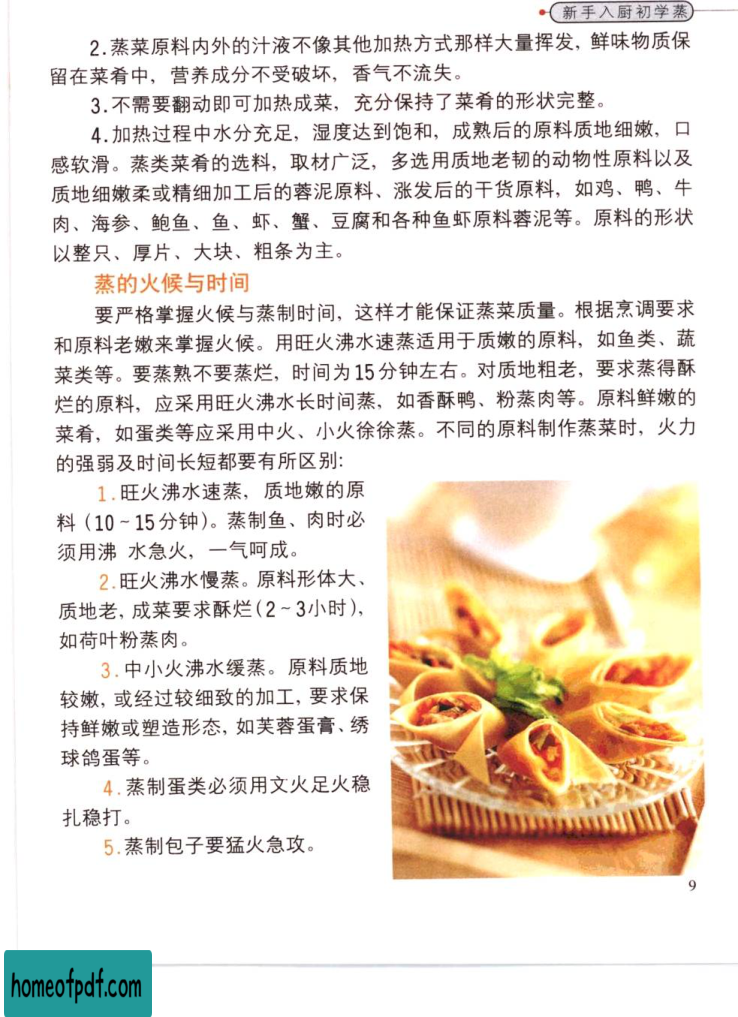 新手入厨初学蒸
2.蒸菜原料内外的汁液不像其他加热方式那样大量挥发，鲜味物质保
留在菜肴中，营养成分不受破坏，香气不流失。
3.不需要翻动即可加热成菜，充分保持了菜肴的形状完整。
4.加热过程中水分充足，湿度达到饱和，成熟后的原料质地细嫩，口
感软滑。蒸类菜肴的选料，取材广泛，多选用质地老韧的动物性原料以及
质地细嫩柔或精细加工后的蓉泥原料、涨发后的干货原料，如鸡、鸭、牛
肉、海参、鲍鱼、鱼、虾、蟹、豆腐和各种鱼虾原料蓉泥等。原料的形状
以整只、厚片、大块、粗条为主。
蒸的火候与时间
要严格掌握火候与蒸制时间，这样才能保证蒸菜质量。根据烹调要求
和原料老嫩来掌握火候。用旺火沸水速蒸适用于质嫩的原料，如鱼类、蔬
菜类等。要蒸熟不要蒸烂，时间为15分钟左右。对质地粗老，要求蒸得酥
烂的原料，应采用旺火沸水长时间蒸，如香酥鸭、粉蒸肉等。原料鲜嫩的
菜肴，如蛋类等应采用中火、小火徐徐蒸。不同的原料制作蒸菜时，火力
的强弱及时间长短都要有所区别：
1.旺火沸水速蒸，质地嫩的原
料（10~15分钟）。蒸制鱼、肉时必
须用沸 水急火，一气呵成。
2.旺火沸水慢蒸。原料形体大、
质地老，成菜要求酥烂（2~3小时），
如荷叶粉蒸肉。
3.中小火沸水缓蒸。原料质地
较嫩，或经过较细致的加工，要求保
持鲜嫩或塑造形态，如芙蓉蛋膏、绣
球鸽蛋等。
4.蒸制蛋类必须用文火足火稳
扎稳打。
5.蒸制包子要猛火急攻。
9
homeofpdf.com